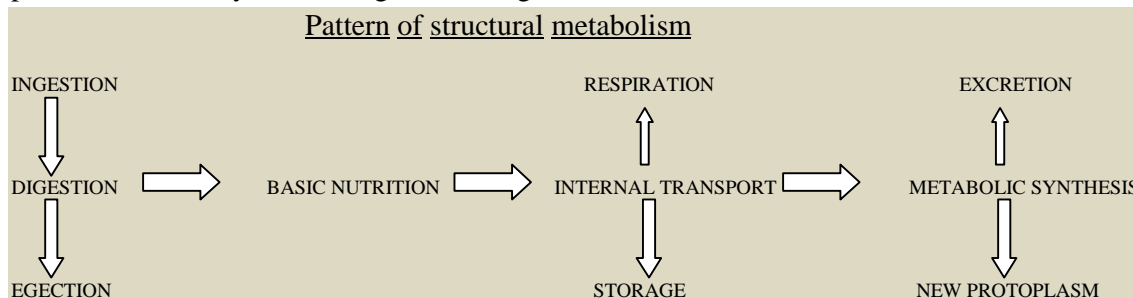 Pattern of structural metabolism
INGESTION RESPIRATION EXCRETION
DIGESTION BASIC NUTRITION INTERNAL TRANSPORT METABOLIC SYNTHESIS
EGECTION STORAGE NEW PROTOPLASM